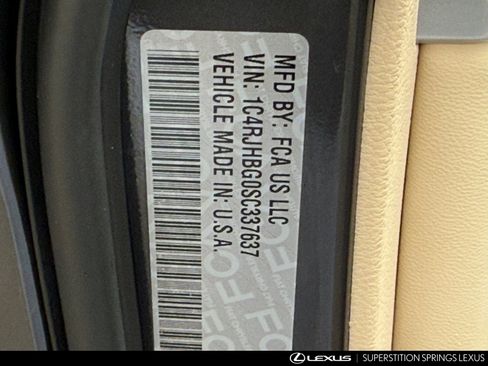 MFD BY: FCA US LLC
VIN: 1C4RJHBG0SC337637
VEHICLE MADE IN: U.S.A.
LEXUS | SUPERSTITION SPRINGS LEXUS